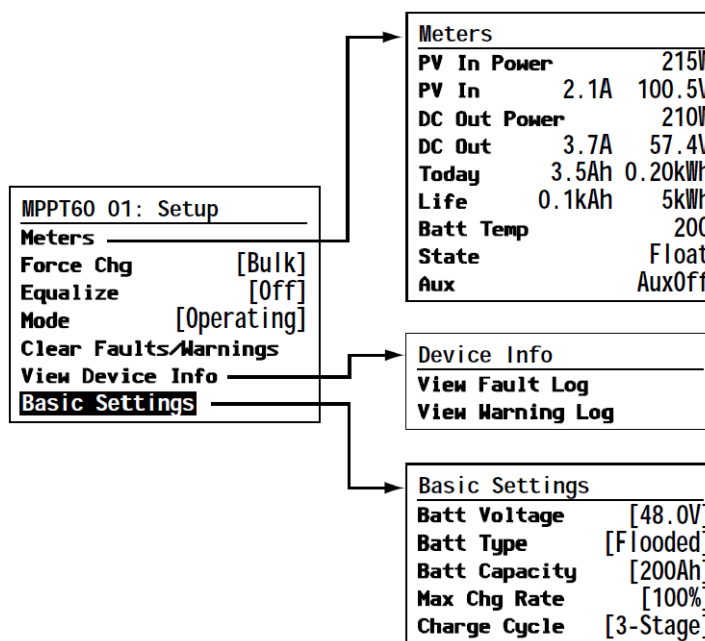 MPPT60 01: Setup
Meters
Force Chg [Bulk]
Equalize [Off]
Mode [Operating]
Clear Faults/Warnings
View Device Info
Basic Settings
Meters
PV In Power 215W
PV In 2.1A 100.5V
DC Out Power 210W
DC Out 3.7A 57.4V
Today 3.5Ah 0.20kWh
Life 0.1kAh 5kWh
Batt Temp 20C
State Float
Aux AuxOff
Device Info
View Fault Log
View Warning Log
Basic Settings
Batt Voltage [48.0V]
Batt Type [Flooded]
Batt Capacity [200Ah]
Max Chg Rate [100%]
Charge Cycle [3-Stage]